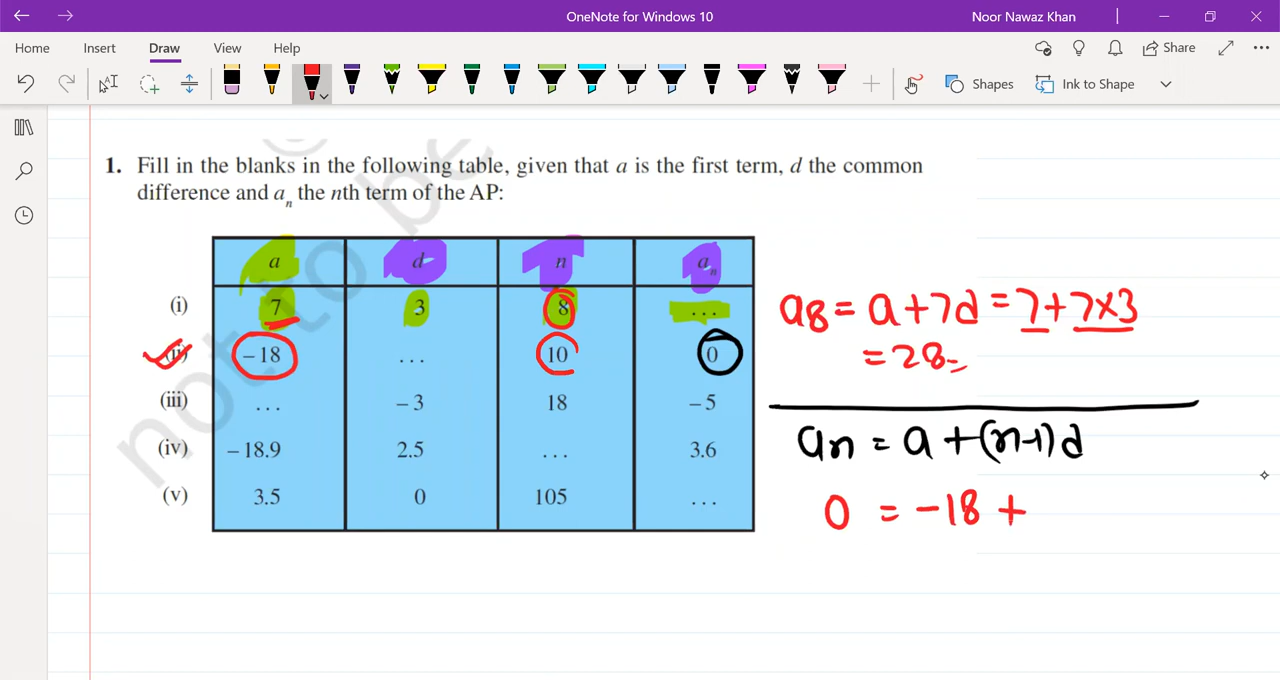 OneNote for Windows 10
Noor Nawaz Khan
Home Insert Draw View Help
Share
Shapes
Ink to Shape
1. Fill in the blanks in the following table, given that a is the first term, d the common
difference and aₙ the nth term of the AP:
a d n aₙ
(i) 7 3 8 ...
(ii) – 18 ... 10 0
(iii) ... – 3 18 – 5
(iv) – 18.9 2.5 ... 3.6
(v) 3.5 0 105 ...
a8 = a + 7d = 7 + 7×3
= 28
an = a + (n-1)d
0 = -18 +
not to be